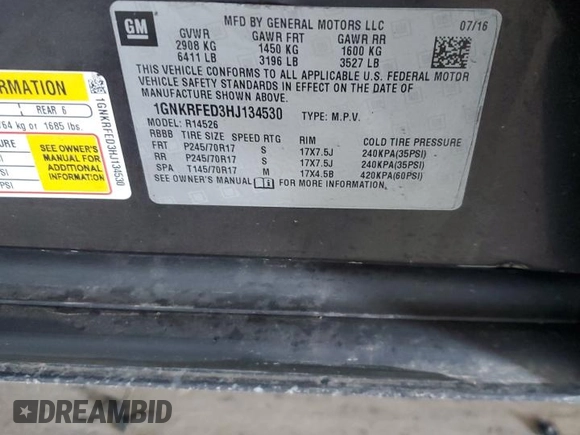 GM
MFD BY GENERAL MOTORS LLC 07/16
GVWR GAWR FRT GAWR RR
2908 KG 1450 KG 1600 KG
6411 LB 3196 LB 3527 LB
THIS VEHICLE CONFORMS TO ALL APPLICABLE U.S. FEDERAL MOTOR
VEHICLE SAFETY STANDARDS IN EFFECT ON THE DATE OF
MANUFACTURE SHOWN ABOVE.
1GNKRFED3HJ134530 TYPE: M.P.V.
MODEL: R14526
RBBB TIRE SIZE SPEED RTG RIM COLD TIRE PRESSURE
FRT P245/70R17 S 17X7.5J 240KPA(35PSI)
RR P245/70R17 S 17X7.5J 240KPA(35PSI)
SPA T145/70R17 M 17X4.5B 420KPA(60PSI)
SEE OWNER'S MANUAL FOR MORE INFORMATION.
REAR 6
kg or 1685 lbs.
SEE OWNER'S
MANUAL FOR
ADDITIONAL
INFORMATION
1GNKRFED3HJ134530
DREAMBID